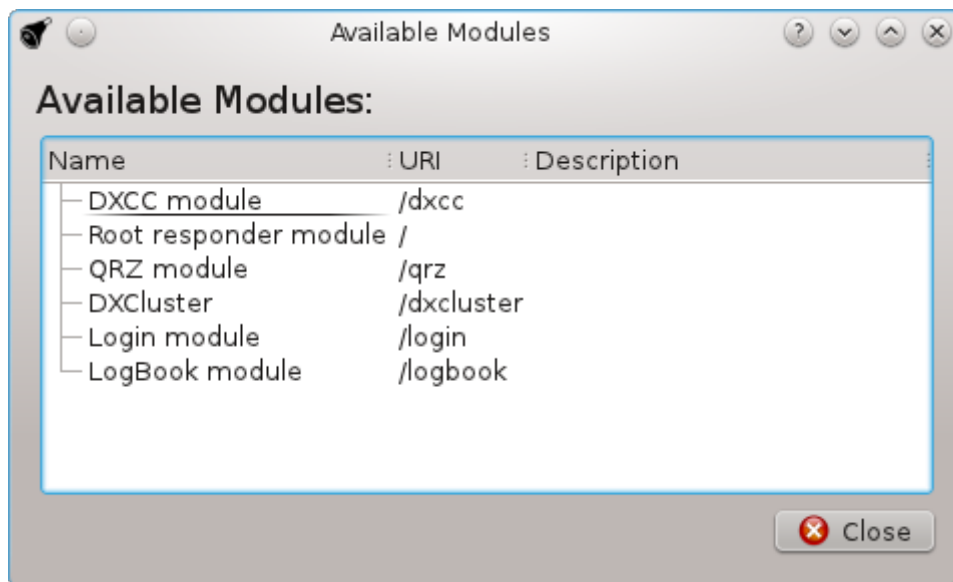 Available Modules
Available Modules:
Name URI Description
DXCC module /dxcc
Root responder module /
QRZ module /qrz
DXCluster /dxcluster
Login module /login
LogBook module /logbook
Close